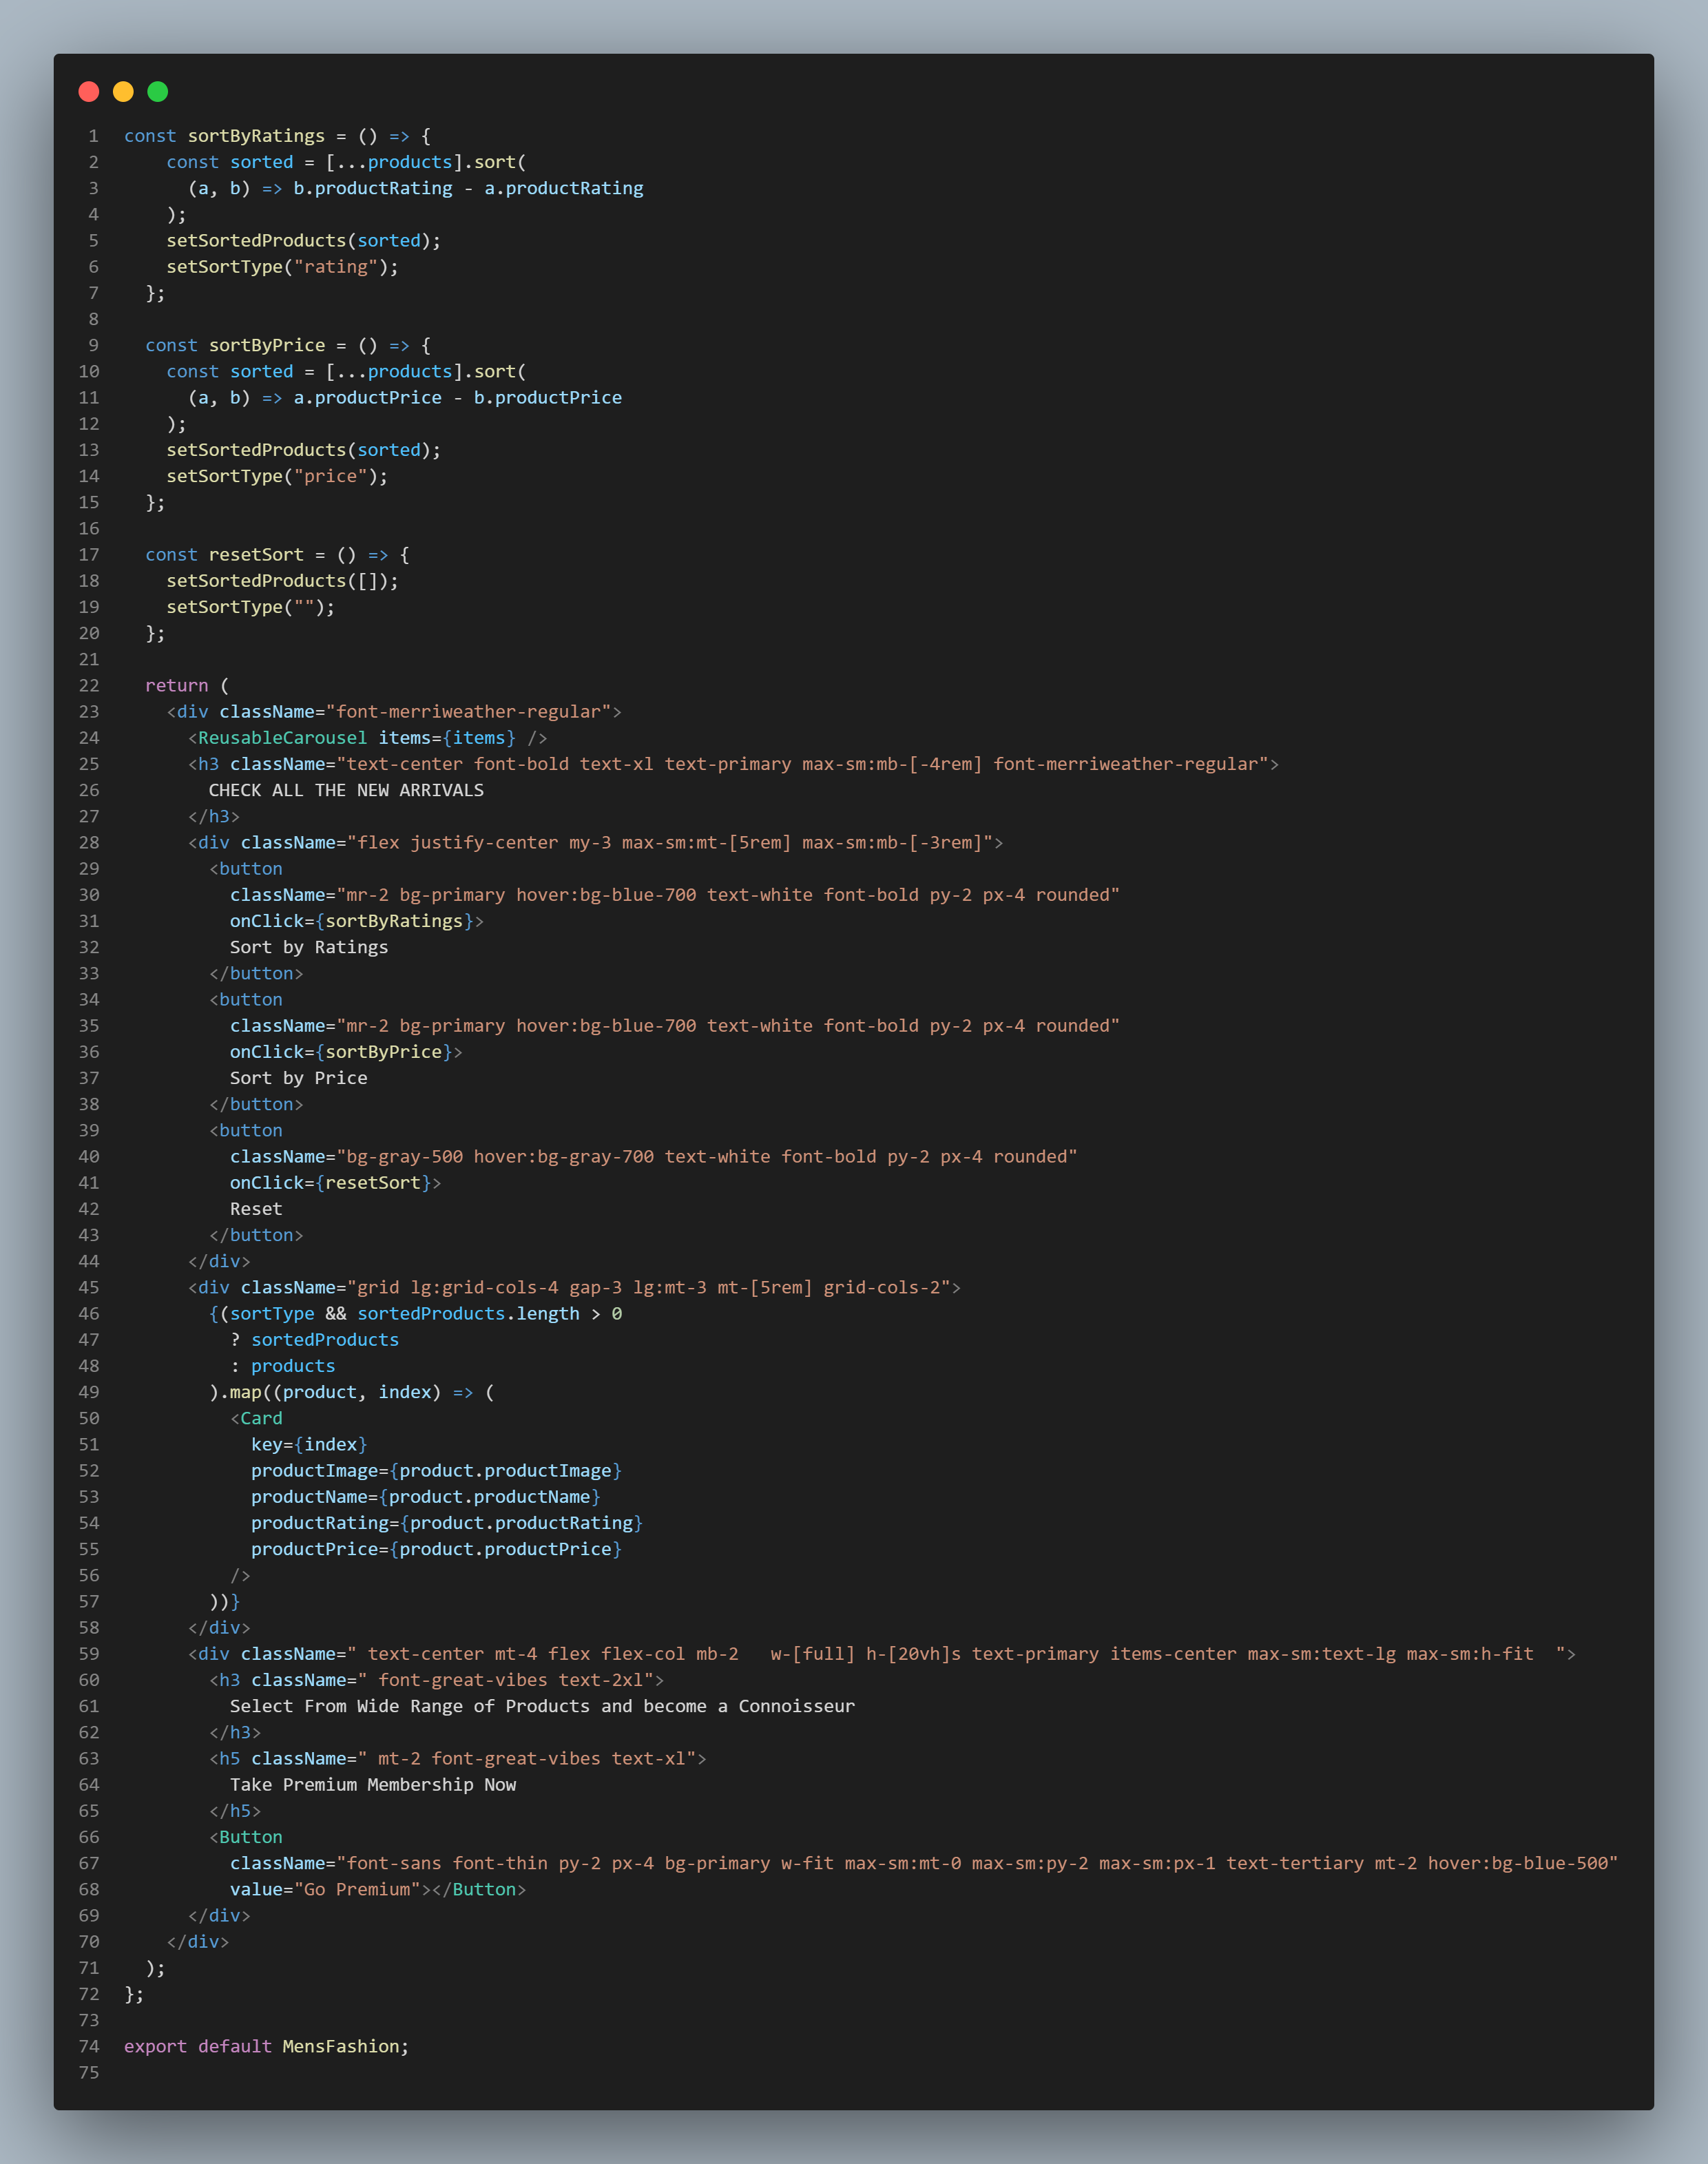 1 const sortByRatings = () => {
2 const sorted = [...products].sort(
3 (a, b) => b.productRating - a.productRating
4 );
5 setSortedProducts(sorted);
6 setSortType("rating");
7 };
8
9 const sortByPrice = () => {
10 const sorted = [...products].sort(
11 (a, b) => a.productPrice - b.productPrice
12 );
13 setSortedProducts(sorted);
14 setSortType("price");
15 };
16
17 const resetSort = () => {
18 setSortedProducts([]);
19 setSortType("");
20 };
21
22 return (
23 <div className="font-merriweather-regular">
24 <ReusableCarousel items={items} />
25 <h3 className="text-center font-bold text-xl text-primary max-sm:mb-[-4rem] font-merriweather-regular">
26 CHECK ALL THE NEW ARRIVALS
27 </h3>
28 <div className="flex justify-center my-3 max-sm:mt-[5rem] max-sm:mb-[-3rem]">
29 <button
30 className="mr-2 bg-primary hover:bg-blue-700 text-white font-bold py-2 px-4 rounded"
31 onClick={sortByRatings}>
32 Sort by Ratings
33 </button>
34 <button
35 className="mr-2 bg-primary hover:bg-blue-700 text-white font-bold py-2 px-4 rounded"
36 onClick={sortByPrice}>
37 Sort by Price
38 </button>
39 <button
40 className="bg-gray-500 hover:bg-gray-700 text-white font-bold py-2 px-4 rounded"
41 onClick={resetSort}>
42 Reset
43 </button>
44 </div>
45 <div className="grid lg:grid-cols-4 gap-3 lg:mt-3 mt-[5rem] grid-cols-2">
46 {(sortType && sortedProducts.length > 0
47 ? sortedProducts
48 : products
49 ).map((product, index) => (
50 <Card
51 key={index}
52 productImage={product.productImage}
53 productName={product.productName}
54 productRating={product.productRating}
55 productPrice={product.productPrice}
56 />
57 ))}
58 </div>
59 <div className=" text-center mt-4 flex flex-col mb-2   w-[full] h-[20vh]s text-primary items-center max-sm:text-lg max-sm:h-fit  ">
60 <h3 className=" font-great-vibes text-2xl">
61 Select From Wide Range of Products and become a Connoisseur
62 </h3>
63 <h5 className=" mt-2 font-great-vibes text-xl">
64 Take Premium Membership Now
65 </h5>
66 <Button
67 className="font-sans font-thin py-2 px-4 bg-primary w-fit max-sm:mt-0 max-sm:py-2 max-sm:px-1 text-tertiary mt-2 hover:bg-blue-500"
68 value="Go Premium"></Button>
69 </div>
70 </div>
71 );
72 };
73
74 export default MensFashion;
75